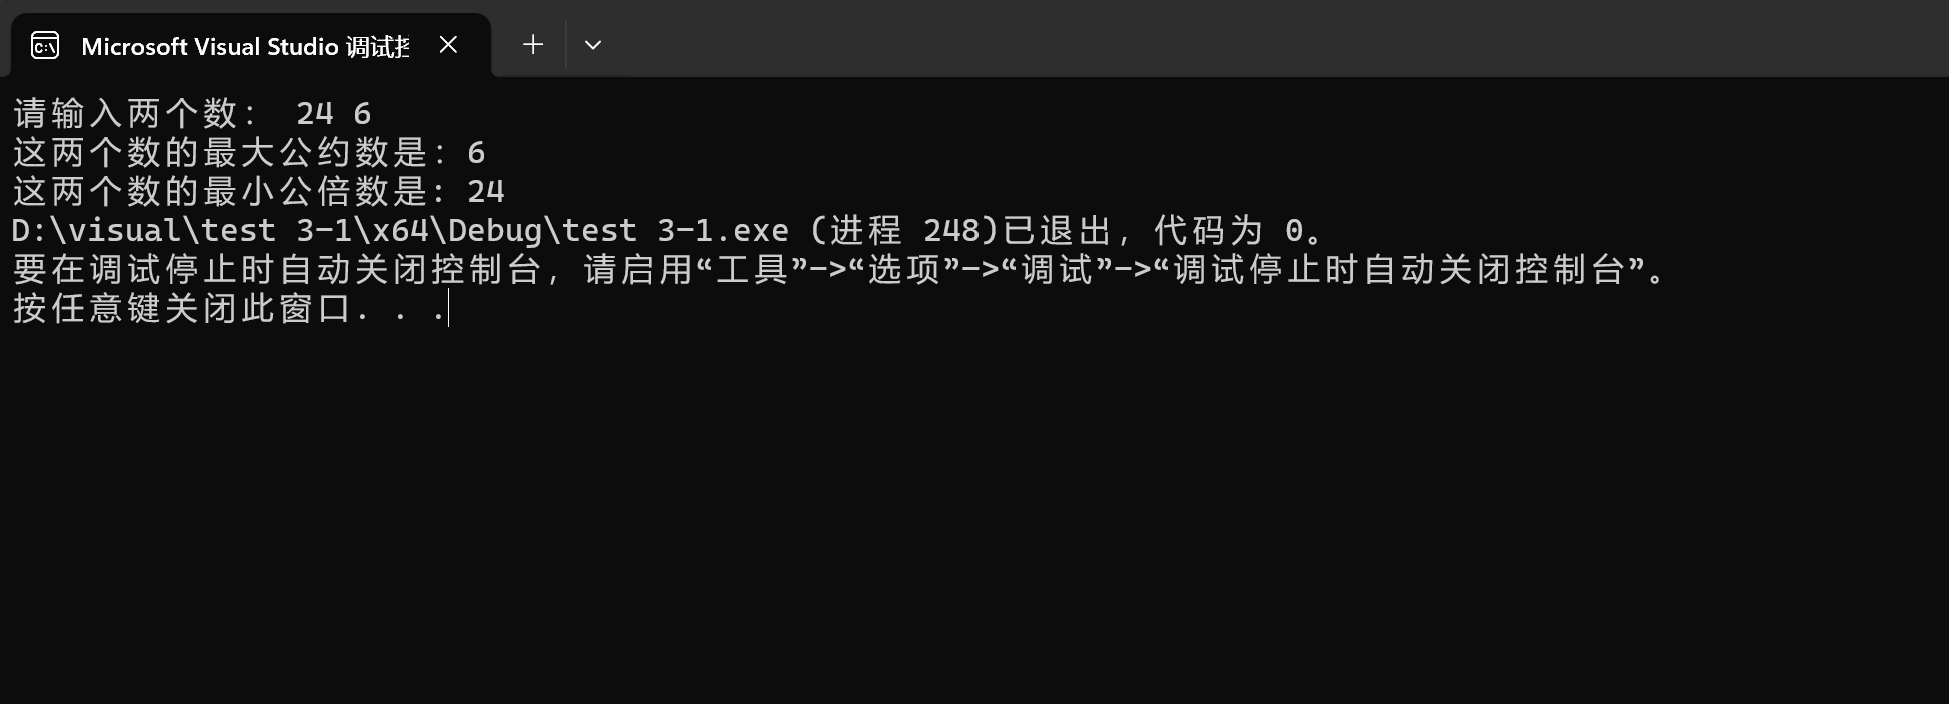 Microsoft Visual Studio 调试
请输入两个数： 24 6
这两个数的最大公约数是：6
这两个数的最小公倍数是：24
D:\visual\test 3-1\x64\Debug\test 3-1.exe (进程 248)已退出，代码为 0。
要在调试停止时自动关闭控制台，请启用“工具”->“选项”->“调试”->“调试停止时自动关闭控制台”。
按任意键关闭此窗口. . .